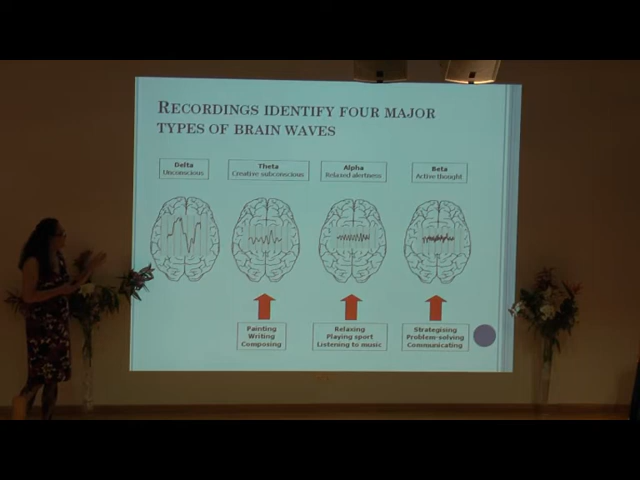 RECORDINGS IDENTIFY FOUR MAJOR
TYPES OF BRAIN WAVES
Delta
Unconscious
Theta
Creative subconscious
Alpha
Relaxed alertness
Beta
Active thought
Painting
Writing
Composing
Relaxing
Playing sport
Listening to music
Strategising
Problem-solving
Communicating